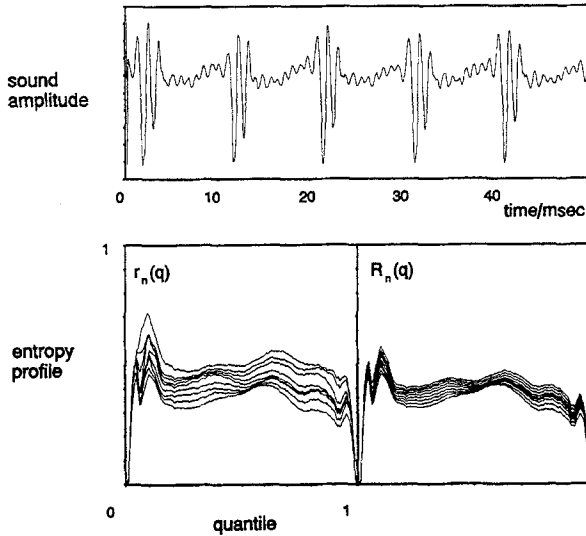 sound
amplitude
0 10 20 30 40
time/msec
1
r_n(q) R_n(q)
entropy
profile
0 1
quantile